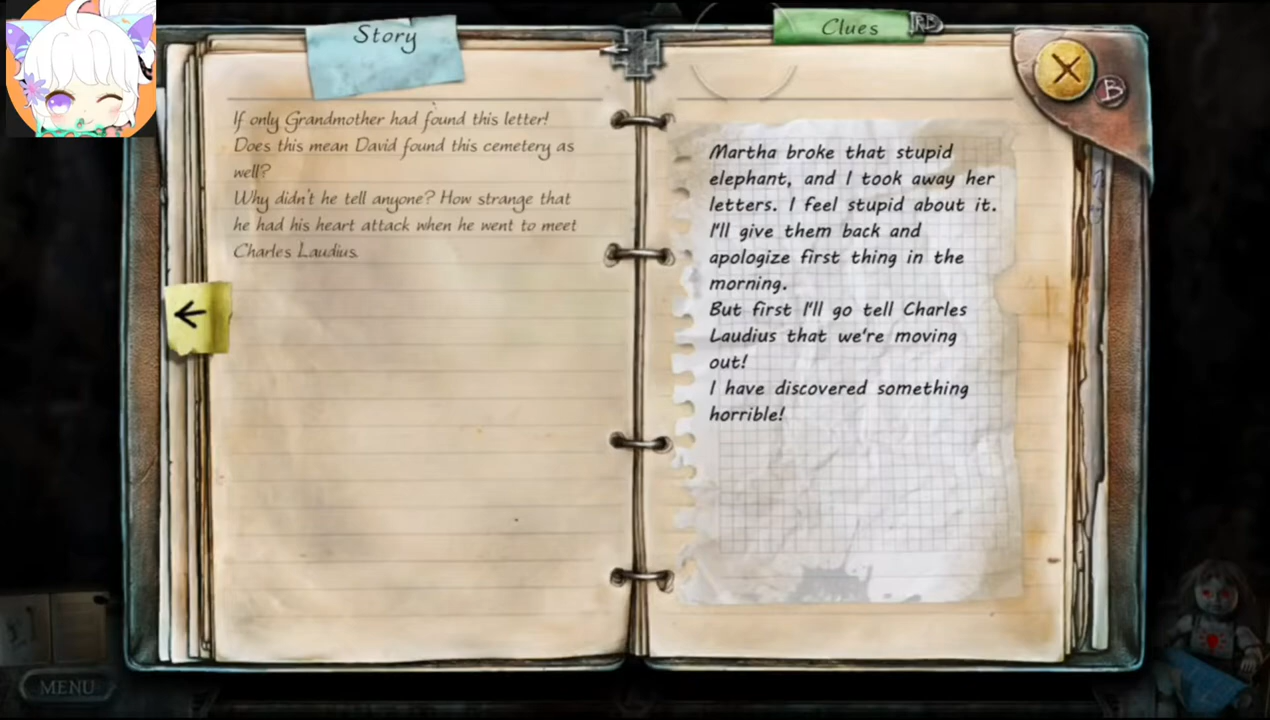 Story
If only Grandmother had found this letter!
Does this mean David found this cemetery as
well?
Why didn't he tell anyone? How strange that
he had his heart attack when he went to meet
Charles Laudius.
Clues
B
Martha broke that stupid
elephant, and I took away her
letters. I feel stupid about it.
I'll give them back and
apologize first thing in the
morning.
But first I'll go tell Charles
Laudius that we're moving
out!
I have discovered something
horrible!
MENU